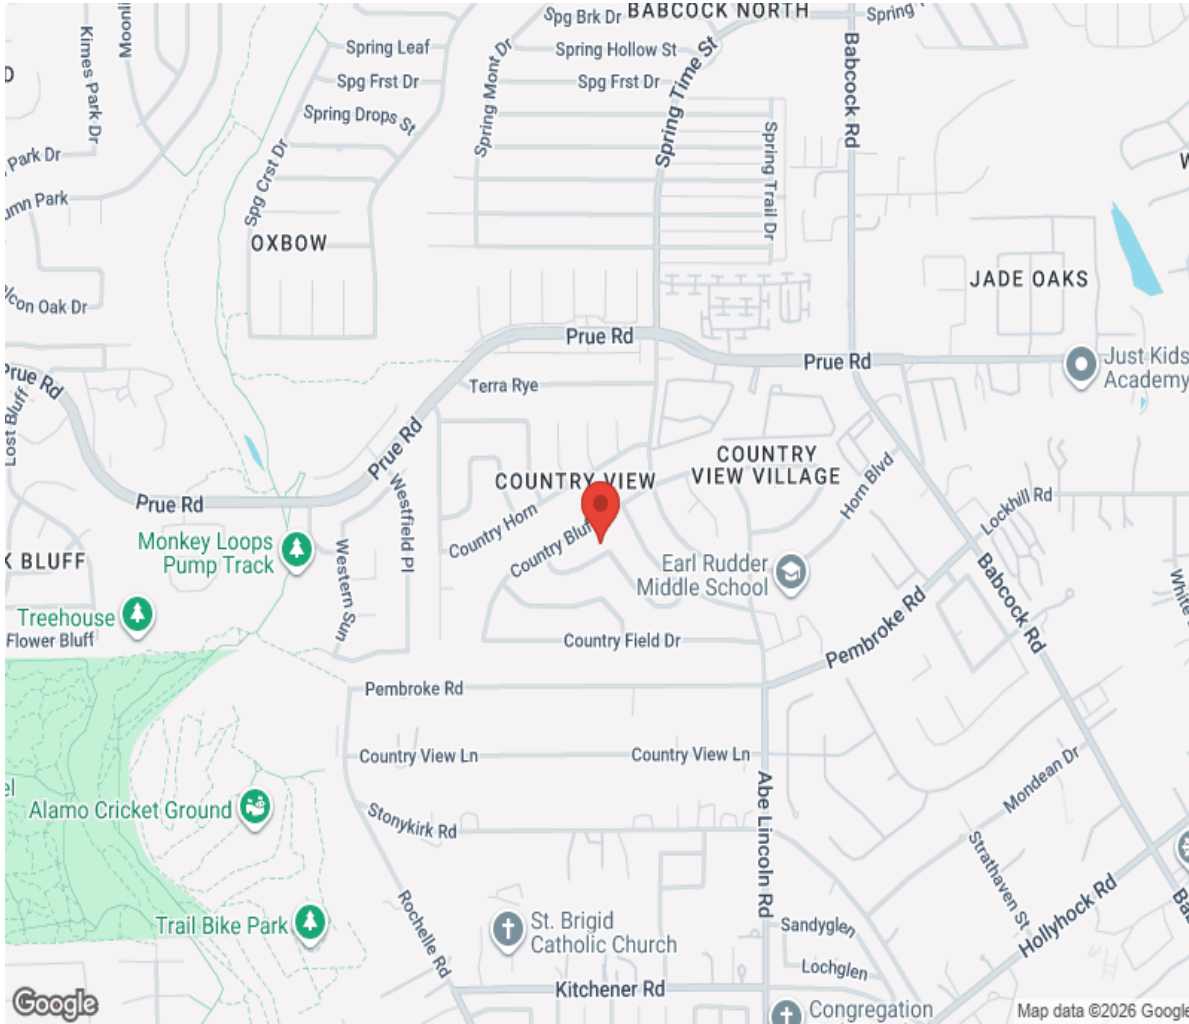 BABCOCK NORTH
Spg Brk Dr
Spring
Spring Leaf
Spring Hollow St
Spg Frst Dr
Spg Frst Dr
Spring Drops St
Spring Mont Dr
Spring Time St
Spring Trail Dr
Babcock Rd
Kimes Park Dr
Park Dr
Park
Spg Crst Dr
OXBOW
JADE OAKS
Oak Dr
Prue Rd
Prue Rd
Just Kids
Academy
Prue Rd
Lost Bluff
Terra Rye
Prue Rd
COUNTRY VIEW
COUNTRY
VIEW VILLAGE
Horn Blvd
Lockhill Rd
Prue Rd
Westfield Pl
Country Horn
Country Bluff
Monkey Loops
Pump Track
Western Sun
Earl Rudder
Middle School
Babcock Rd
BLUFF
Treehouse
Flower Bluff
Country Field Dr
Pembroke Rd
White
Pembroke Rd
Country View Ln
Country View Ln
Alamo Cricket Ground
Stonykirk Rd
Abe Lincoln Rd
Mondean Dr
Strathaven St
Hollyhock Rd
Trail Bike Park
Rochelle Rd
St. Brigid
Catholic Church
Sandyglen
Lochglen
Kitchener Rd
Congregation
Google
Map data ©2026 Google